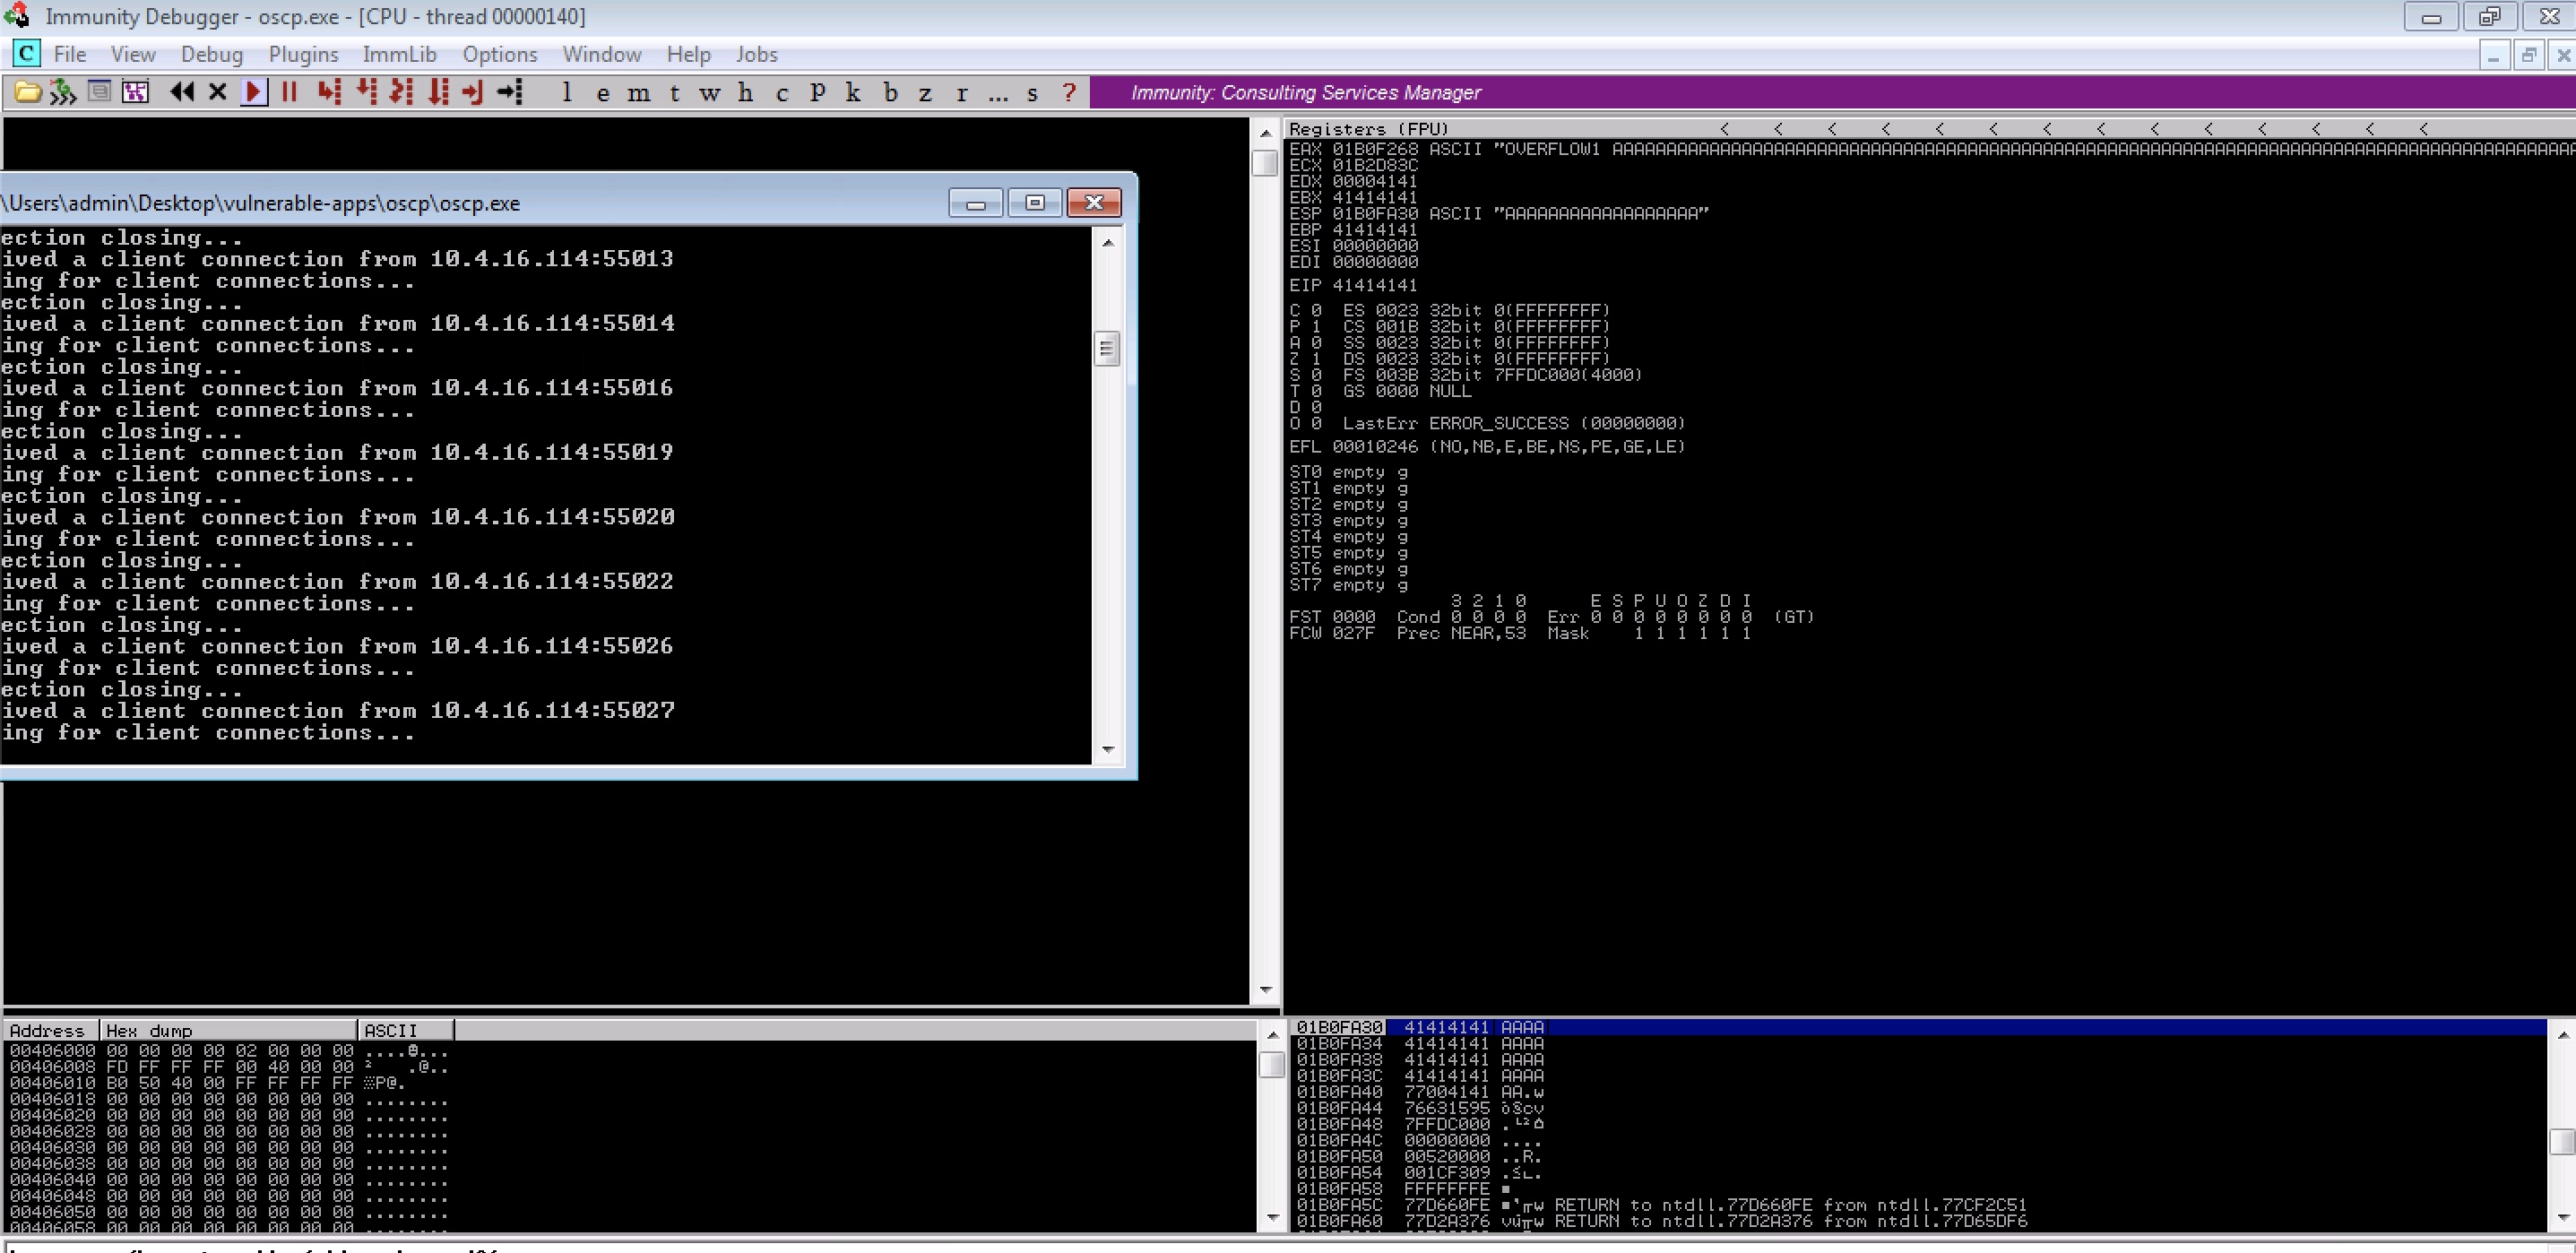 Immunity Debugger - oscp.exe - [CPU - thread 00000140]
C File View Debug Plugins ImmLib Options Window Help Jobs
l e m t w h c P k b z r ... s ? Immunity: Consulting Services Manager
\Users\admin\Desktop\vulnerable-apps\oscp\oscp.exe
ection closing...
ived a client connection from 10.4.16.114:55013
ing for client connections...
ection closing...
ived a client connection from 10.4.16.114:55014
ing for client connections...
ection closing...
ived a client connection from 10.4.16.114:55016
ing for client connections...
ection closing...
ived a client connection from 10.4.16.114:55019
ing for client connections...
ection closing...
ived a client connection from 10.4.16.114:55020
ing for client connections...
ection closing...
ived a client connection from 10.4.16.114:55022
ing for client connections...
ection closing...
ived a client connection from 10.4.16.114:55026
ing for client connections...
ection closing...
ived a client connection from 10.4.16.114:55027
ing for client connections...
Registers (FPU) < < < < < < < < < < < < < <
EAX 01B0F268 ASCII "OVERFLOW1 AAAAAAAAAAAAAAAAAAAAAAAAAAAAAAAAAAAAAAAAAAAAAAAAAAAAAAAAAAAAAAAAAAAAAAAAAAAAAAAAAAAAAAAAAA
ECX 01B2D83C
EDX 00004141
EBX 41414141
ESP 01B0FA30 ASCII "AAAAAAAAAAAAAAAAAA"
EBP 41414141
ESI 00000000
EDI 00000000
EIP 41414141
C 0 ES 0023 32bit 0(FFFFFFFF)
P 1 CS 001B 32bit 0(FFFFFFFF)
A 0 SS 0023 32bit 0(FFFFFFFF)
Z 1 DS 0023 32bit 0(FFFFFFFF)
S 0 FS 003B 32bit 7FFDC000(4000)
T 0 GS 0000 NULL
D 0
O 0 LastErr ERROR_SUCCESS (00000000)
EFL 00010246 (NO,NB,E,BE,NS,PE,GE,LE)
ST0 empty g
ST1 empty g
ST2 empty g
ST3 empty g
ST4 empty g
ST5 empty g
ST6 empty g
ST7 empty g
3 2 1 0 E S P U O Z D I
FST 0000 Cond 0 0 0 0 Err 0 0 0 0 0 0 0 0 (GT)
FCW 027F Prec NEAR,53 Mask 1 1 1 1 1 1
Address Hex dump ASCII
00406000 00 00 00 00 02 00 00 00 ....☻...
00406008 FD FF FF FF 00 40 00 00 ² .@..
00406010 B0 50 40 00 FF FF FF FF ▒P@.
00406018 00 00 00 00 00 00 00 00 ........
00406020 00 00 00 00 00 00 00 00 ........
00406028 00 00 00 00 00 00 00 00 ........
00406030 00 00 00 00 00 00 00 00 ........
00406038 00 00 00 00 00 00 00 00 ........
00406040 00 00 00 00 00 00 00 00 ........
00406048 00 00 00 00 00 00 00 00 ........
00406050 00 00 00 00 00 00 00 00 ........
00406058 00 00 00 00 00 00 00 00 ........
01B0FA30 41414141 AAAA
01B0FA34 41414141 AAAA
01B0FA38 41414141 AAAA
01B0FA3C 41414141 AAAA
01B0FA40 77004141 AA.w
01B0FA44 76631595 ò§cv
01B0FA48 7FFDC000 .└²⌂
01B0FA4C 00000000 ....
01B0FA50 00520000 ..R.
01B0FA54 001CF309 .≤∟.
01B0FA58 FFFFFFFE ■
01B0FA5C 77D660FE ■`╓w RETURN to ntdll.77D660FE from ntdll.77CF2C51
01B0FA60 77D2A376 vú╥w RETURN to ntdll.77D2A376 from ntdll.77D65DF6